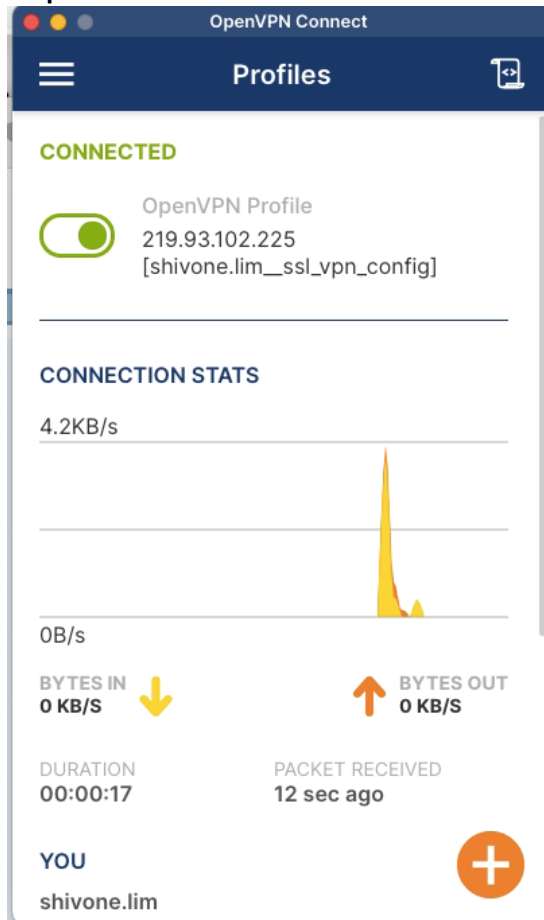 OpenVPN Connect
Profiles
CONNECTED
OpenVPN Profile
219.93.102.225
[shivone.lim__ssl_vpn_config]
CONNECTION STATS
4.2KB/s
0B/s
BYTES IN
0 KB/S
BYTES OUT
0 KB/S
DURATION
00:00:17
PACKET RECEIVED
12 sec ago
YOU
shivone.lim